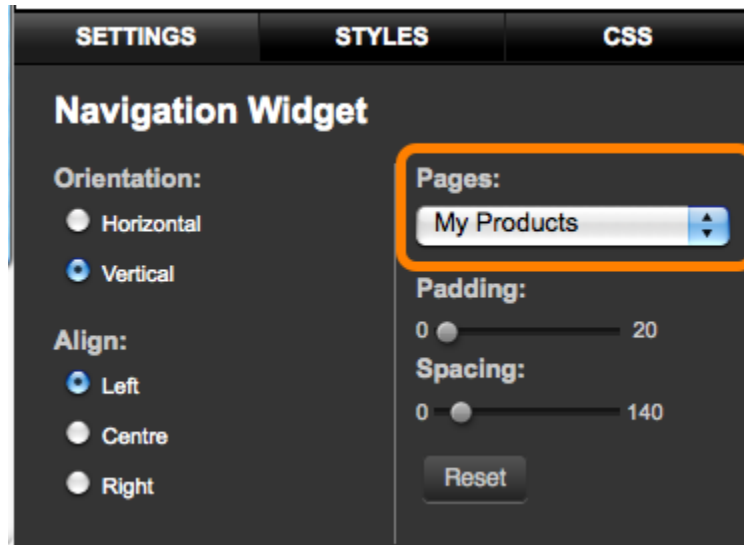 SETTINGS STYLES CSS
Navigation Widget
Orientation:
Horizontal
Vertical
Align:
Left
Centre
Right
Pages:
My Products
Padding:
0 20
Spacing:
0 140
Reset